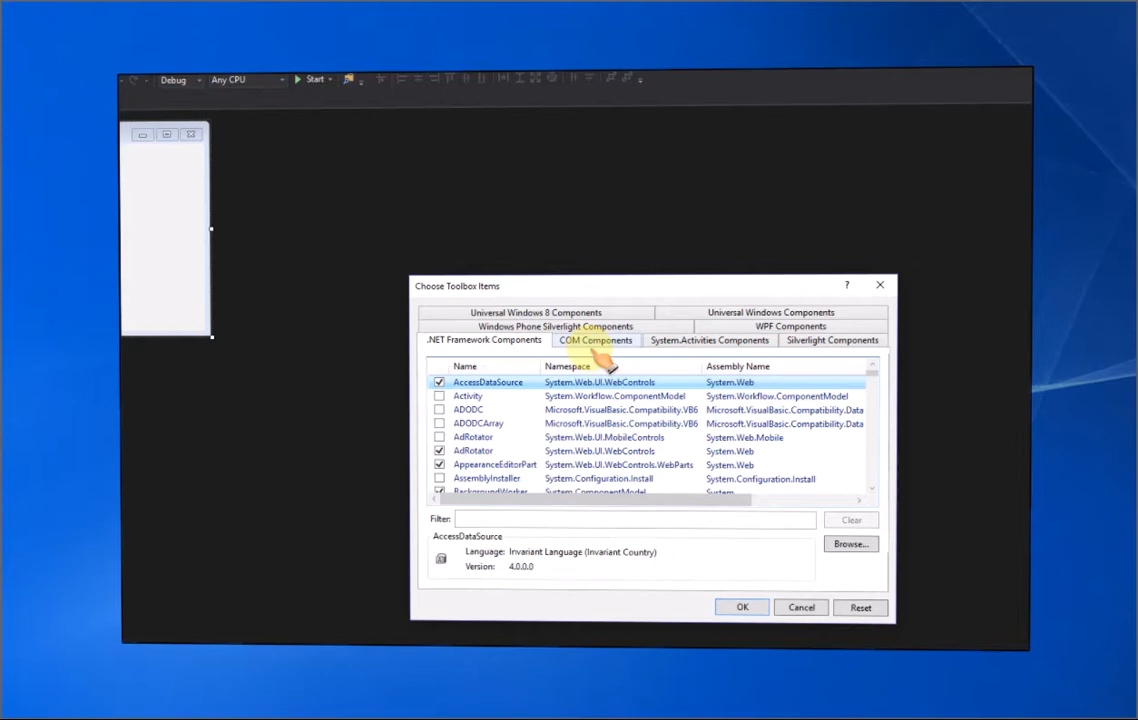 Debug Any CPU Start
Choose Toolbox Items ?
Universal Windows 8 Components Universal Windows Components
Windows Phone Silverlight Components WPF Components
.NET Framework Components COM Components System.Activities Components Silverlight Components
Name Namespace Assembly Name
AccessDataSource System.Web.UI.WebControls System.Web
Activity System.Workflow.ComponentModel System.Workflow.ComponentModel
ADODC Microsoft.VisualBasic.Compatibility.VB6 Microsoft.VisualBasic.Compatibility.Data
ADODCArray Microsoft.VisualBasic.Compatibility.VB6 Microsoft.VisualBasic.Compatibility.Data
AdRotator System.Web.UI.MobileControls System.Web.Mobile
AdRotator System.Web.UI.WebControls System.Web
AppearanceEditorPart System.Web.UI.WebControls.WebParts System.Web
AssemblyInstaller System.Configuration.Install System.Configuration.Install
BackgroundWorker System.ComponentModel System
Filter: Clear
AccessDataSource
Browse...
Language: Invariant Language (Invariant Country)
Version: 4.0.0.0
OK Cancel Reset